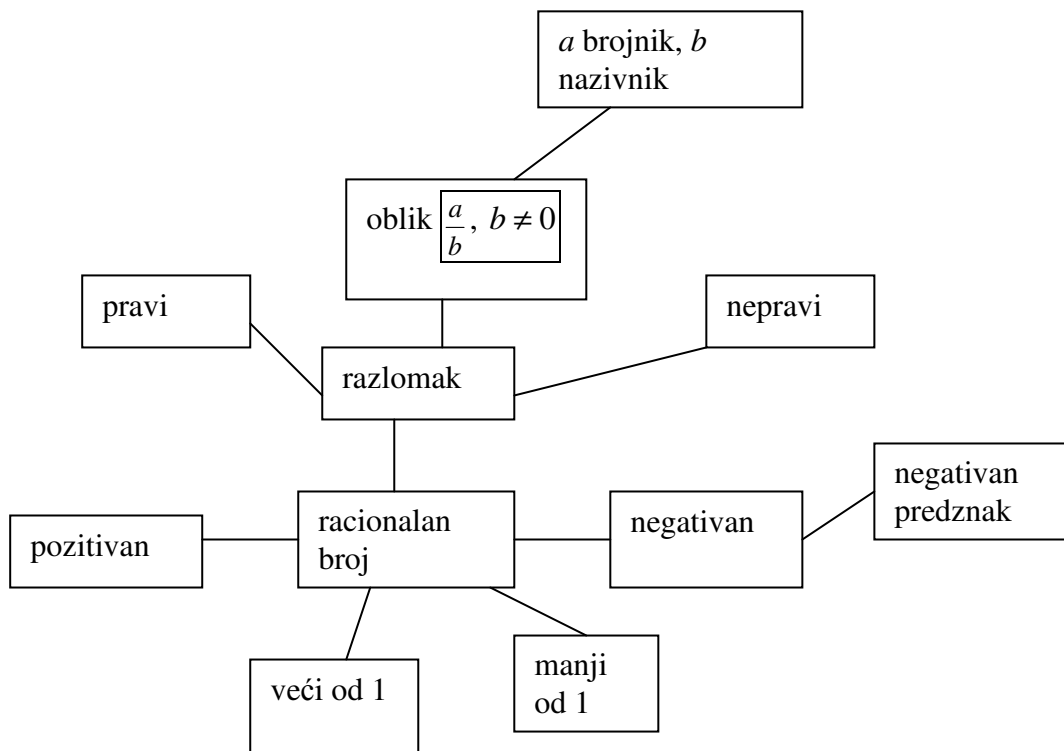 a brojnik, b
nazivnik
oblik a/b, b ≠ 0
pravi
nepravi
razlomak
negativan
predznak
racionalan
broj
negativan
pozitivan
manji
od 1
veći od 1